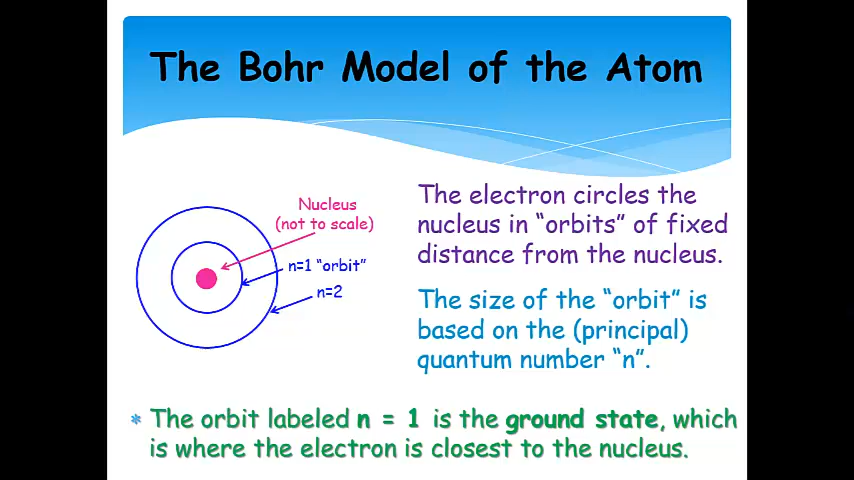 The Bohr Model of the Atom
Nucleus
(not to scale)
n=1 “orbit”
n=2
The electron circles the
nucleus in “orbits” of fixed
distance from the nucleus.
The size of the “orbit” is
based on the (principal)
quantum number “n”.
* The orbit labeled n = 1 is the ground state, which
is where the electron is closest to the nucleus.